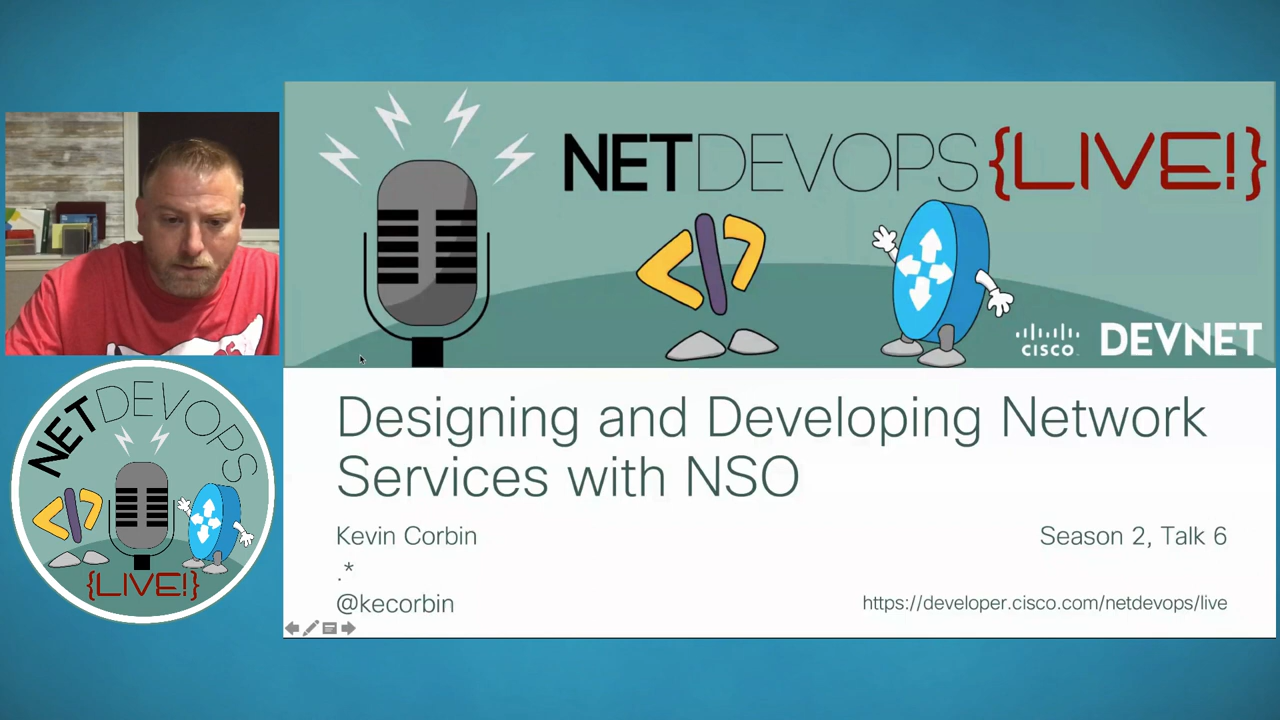 NETDEVOPS {LIVE!}
CISCO DEVNET
Designing and Developing Network
Services with NSO
Kevin Corbin
Season 2, Talk 6
.*
@kecorbin
https://developer.cisco.com/netdevops/live
NETDEVOPS
{LIVE!}